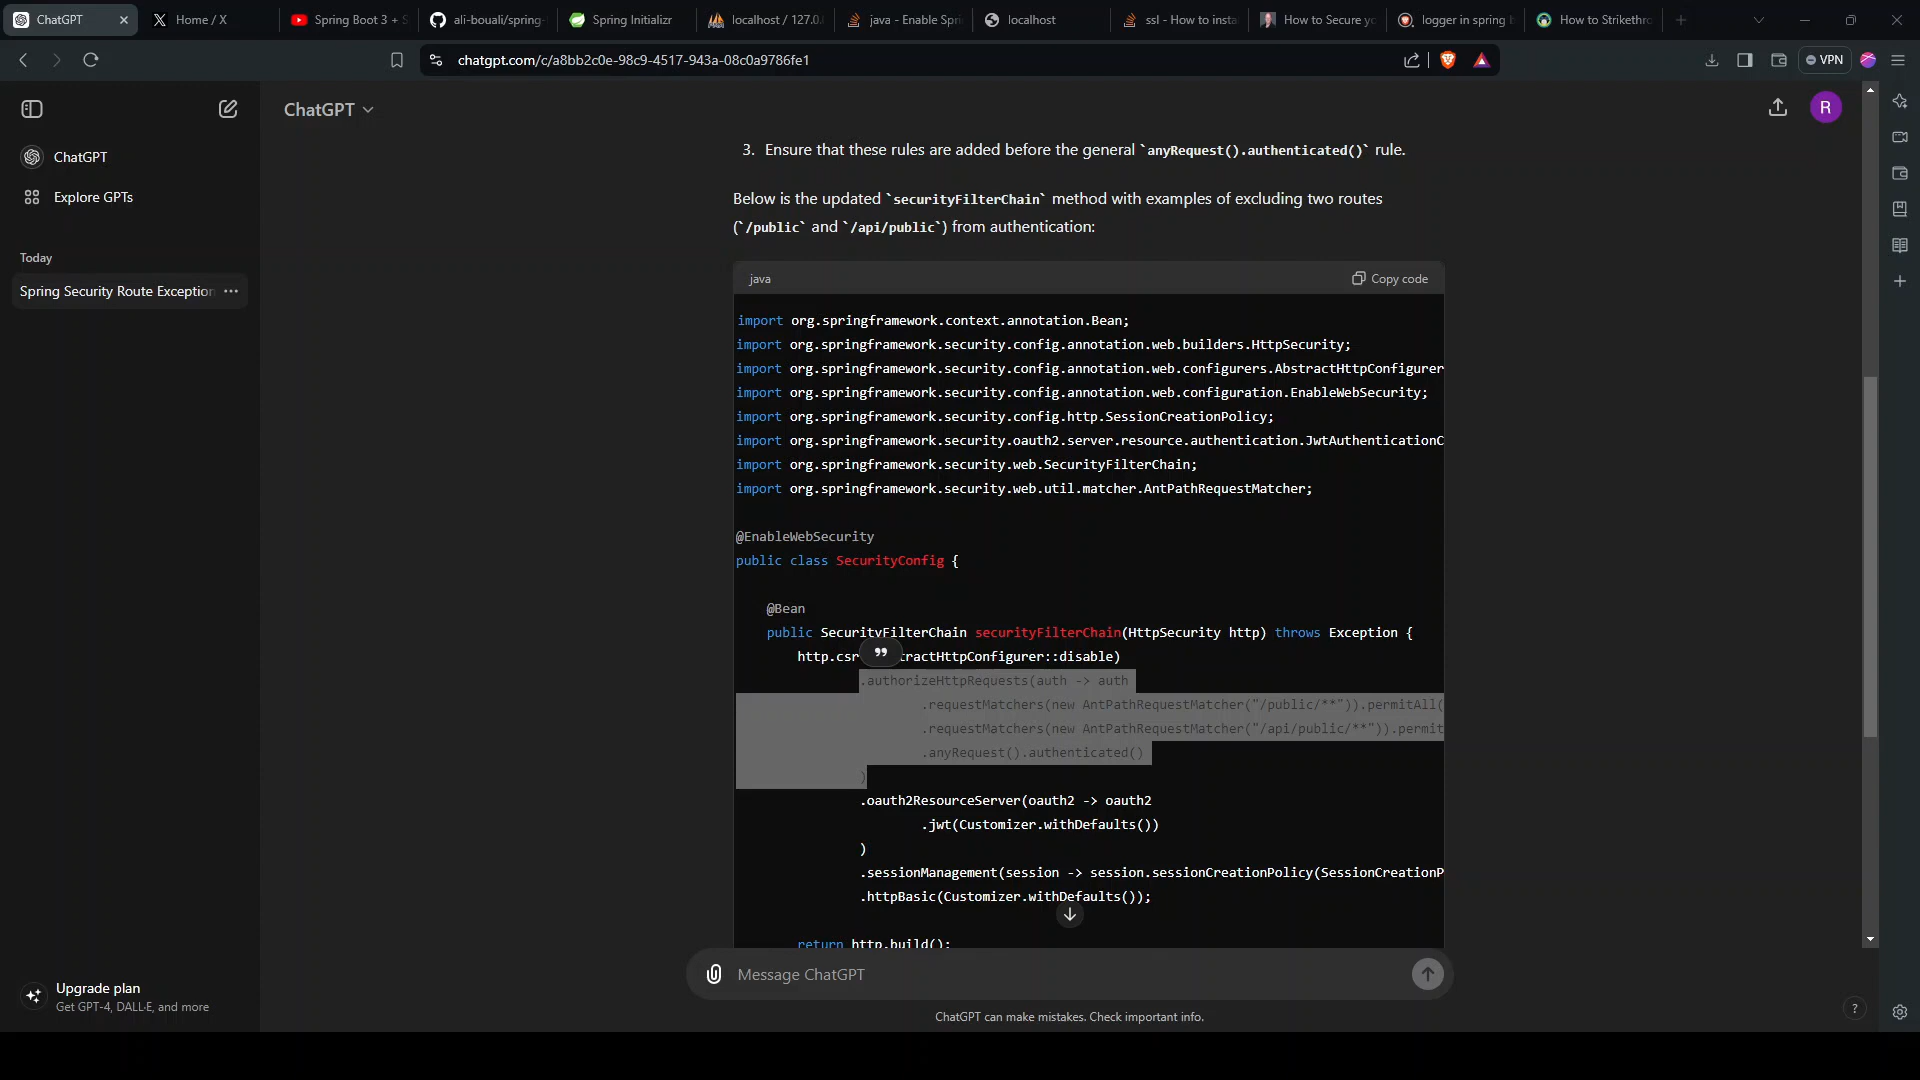 ChatGPT
Home / X
Spring Boot 3 + S
ali-bouali/spring-
Spring Initializr
localhost / 127.0.
java - Enable Spri
localhost
ssl - How to insta
How to Secure yo
logger in spring b
How to Strikethro
chatgpt.com/c/a8bb2c0e-98c9-4517-943a-08c0a9786fe1
VPN
ChatGPT
R
ChatGPT
Explore GPTs
Today
Spring Security Route Exception
3. Ensure that these rules are added before the general `anyRequest().authenticated()` rule.
Below is the updated `securityFilterChain` method with examples of excluding two routes
(`/public` and `/api/public`) from authentication:
java
Copy code
import org.springframework.context.annotation.Bean;
import org.springframework.security.config.annotation.web.builders.HttpSecurity;
import org.springframework.security.config.annotation.web.configurers.AbstractHttpConfigurer
import org.springframework.security.config.annotation.web.configuration.EnableWebSecurity;
import org.springframework.security.config.http.SessionCreationPolicy;
import org.springframework.security.oauth2.server.resource.authentication.JwtAuthenticationC
import org.springframework.security.web.SecurityFilterChain;
import org.springframework.security.web.util.matcher.AntPathRequestMatcher;
@EnableWebSecurity
public class SecurityConfig {
@Bean
public SecurityFilterChain securityFilterChain(HttpSecurity http) throws Exception {
http.csr tractHttpConfigurer::disable)
.authorizeHttpRequests(auth -> auth
.requestMatchers(new AntPathRequestMatcher("/public/**")).permitAll(
.requestMatchers(new AntPathRequestMatcher("/api/public/**")).permit
.anyRequest().authenticated()
)
.oauth2ResourceServer(oauth2 -> oauth2
.jwt(Customizer.withDefaults())
)
.sessionManagement(session -> session.sessionCreationPolicy(SessionCreationP
.httpBasic(Customizer.withDefaults());
return http.build();
Message ChatGPT
Upgrade plan
Get GPT-4, DALL·E, and more
ChatGPT can make mistakes. Check important info.
?